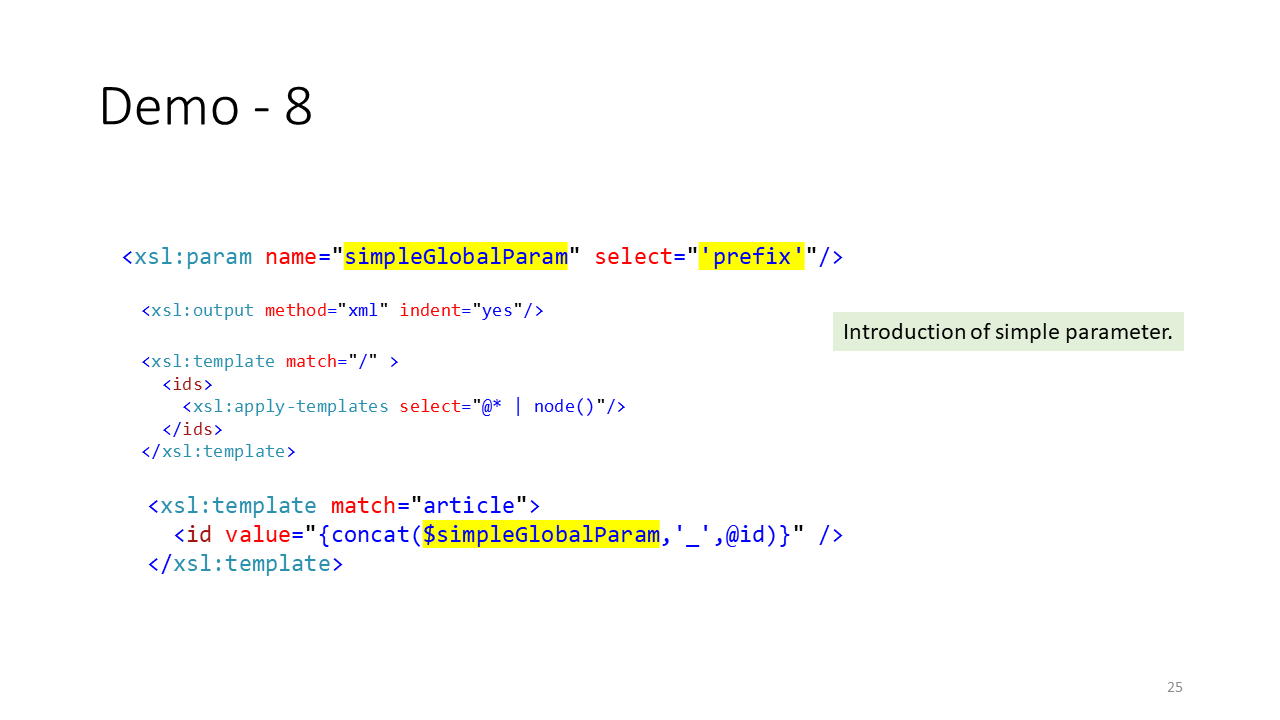 Demo - 8
<xsl:param name="simpleGlobalParam" select="'prefix'"/>
<xsl:output method="xml" indent="yes"/>
Introduction of simple parameter.
<xsl:template match="/" >
<ids>
<xsl:apply-templates select="@* | node()"/>
</ids>
</xsl:template>
<xsl:template match="article">
<id value="{concat($simpleGlobalParam,'_',@id)}" />
</xsl:template>
25